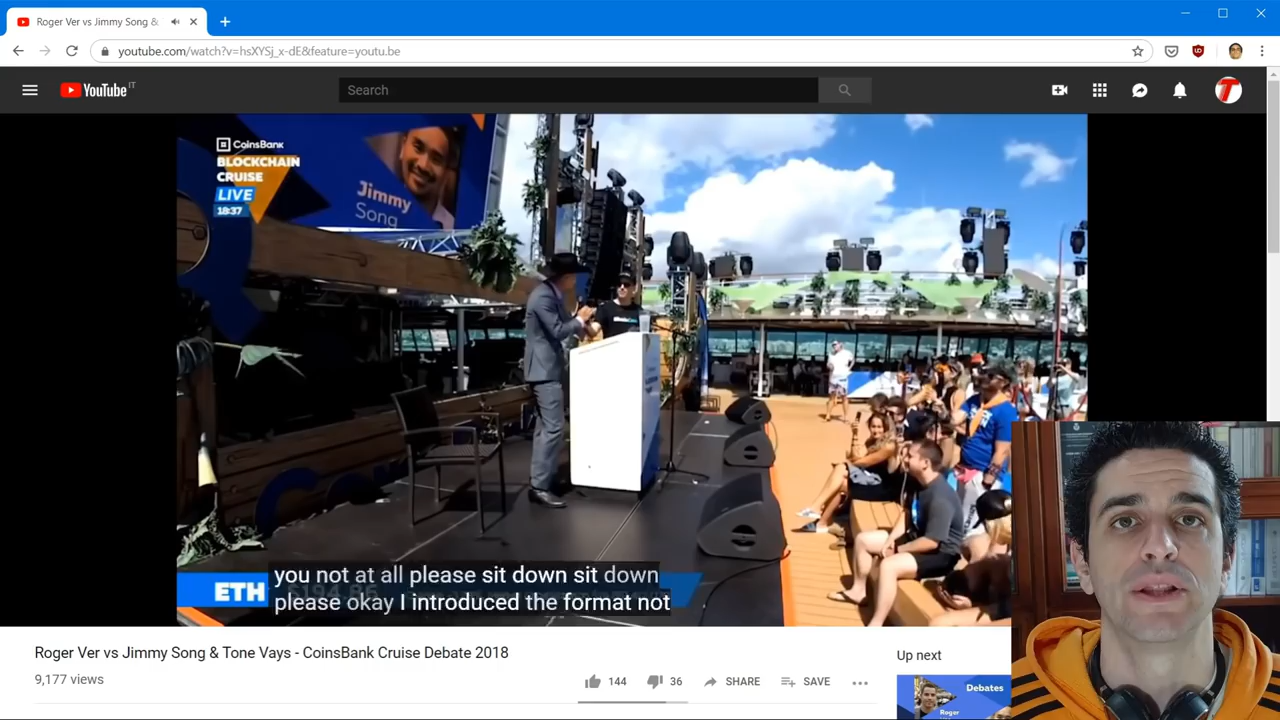 Roger Ver vs Jimmy Song &
youtube.com/watch?v=hsXYSj_x-dE&feature=youtu.be
YouTube IT
Search
CoinsBank
BLOCKCHAIN
CRUISE
LIVE
18:37
Jimmy
Song
ETH
you not at all please sit down sit down
please okay I introduced the format not
Roger Ver vs Jimmy Song & Tone Vays - CoinsBank Cruise Debate 2018
9,177 views
144
36
SHARE
SAVE
Up next
Debates
Roger